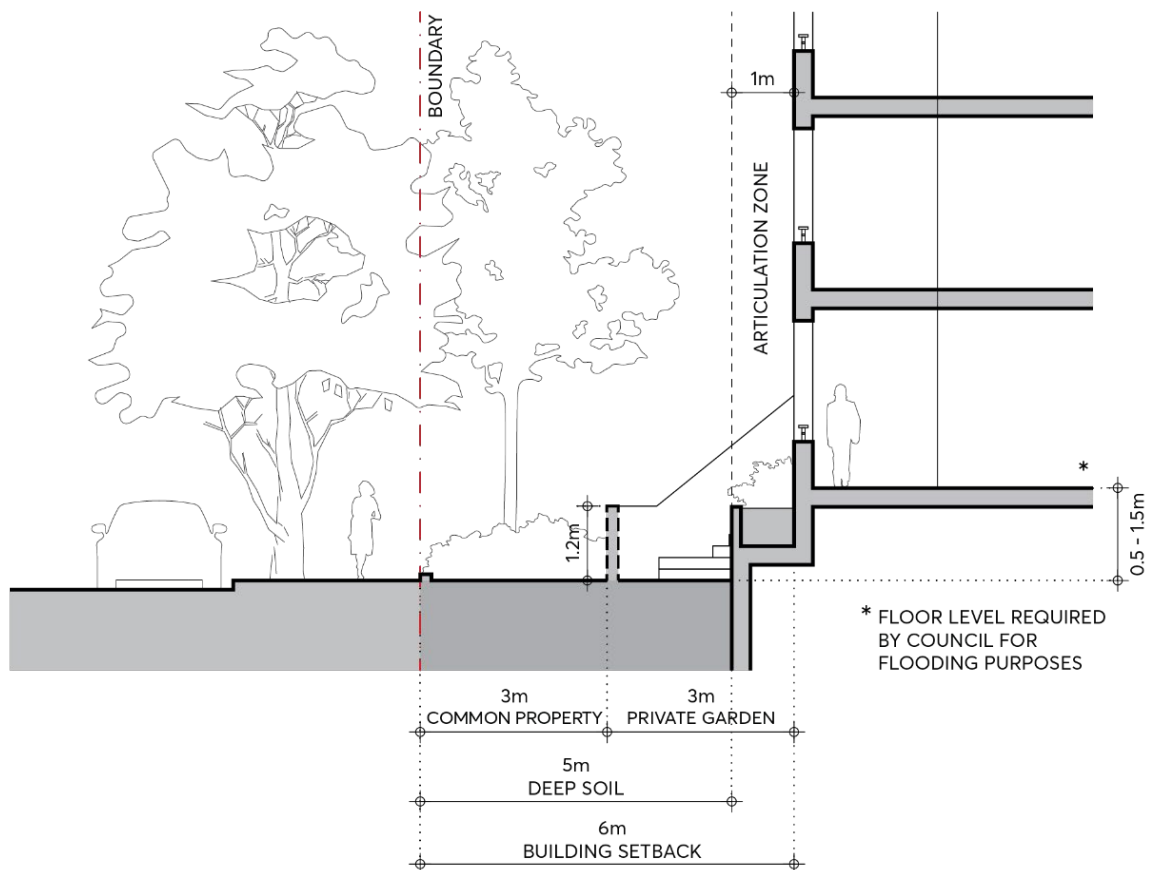 BOUNDARY
1m
ARTICULATION ZONE
*
1.2m
0.5 - 1.5m
* FLOOR LEVEL REQUIRED
BY COUNCIL FOR
FLOODING PURPOSES
3m
COMMON PROPERTY
3m
PRIVATE GARDEN
5m
DEEP SOIL
6m
BUILDING SETBACK